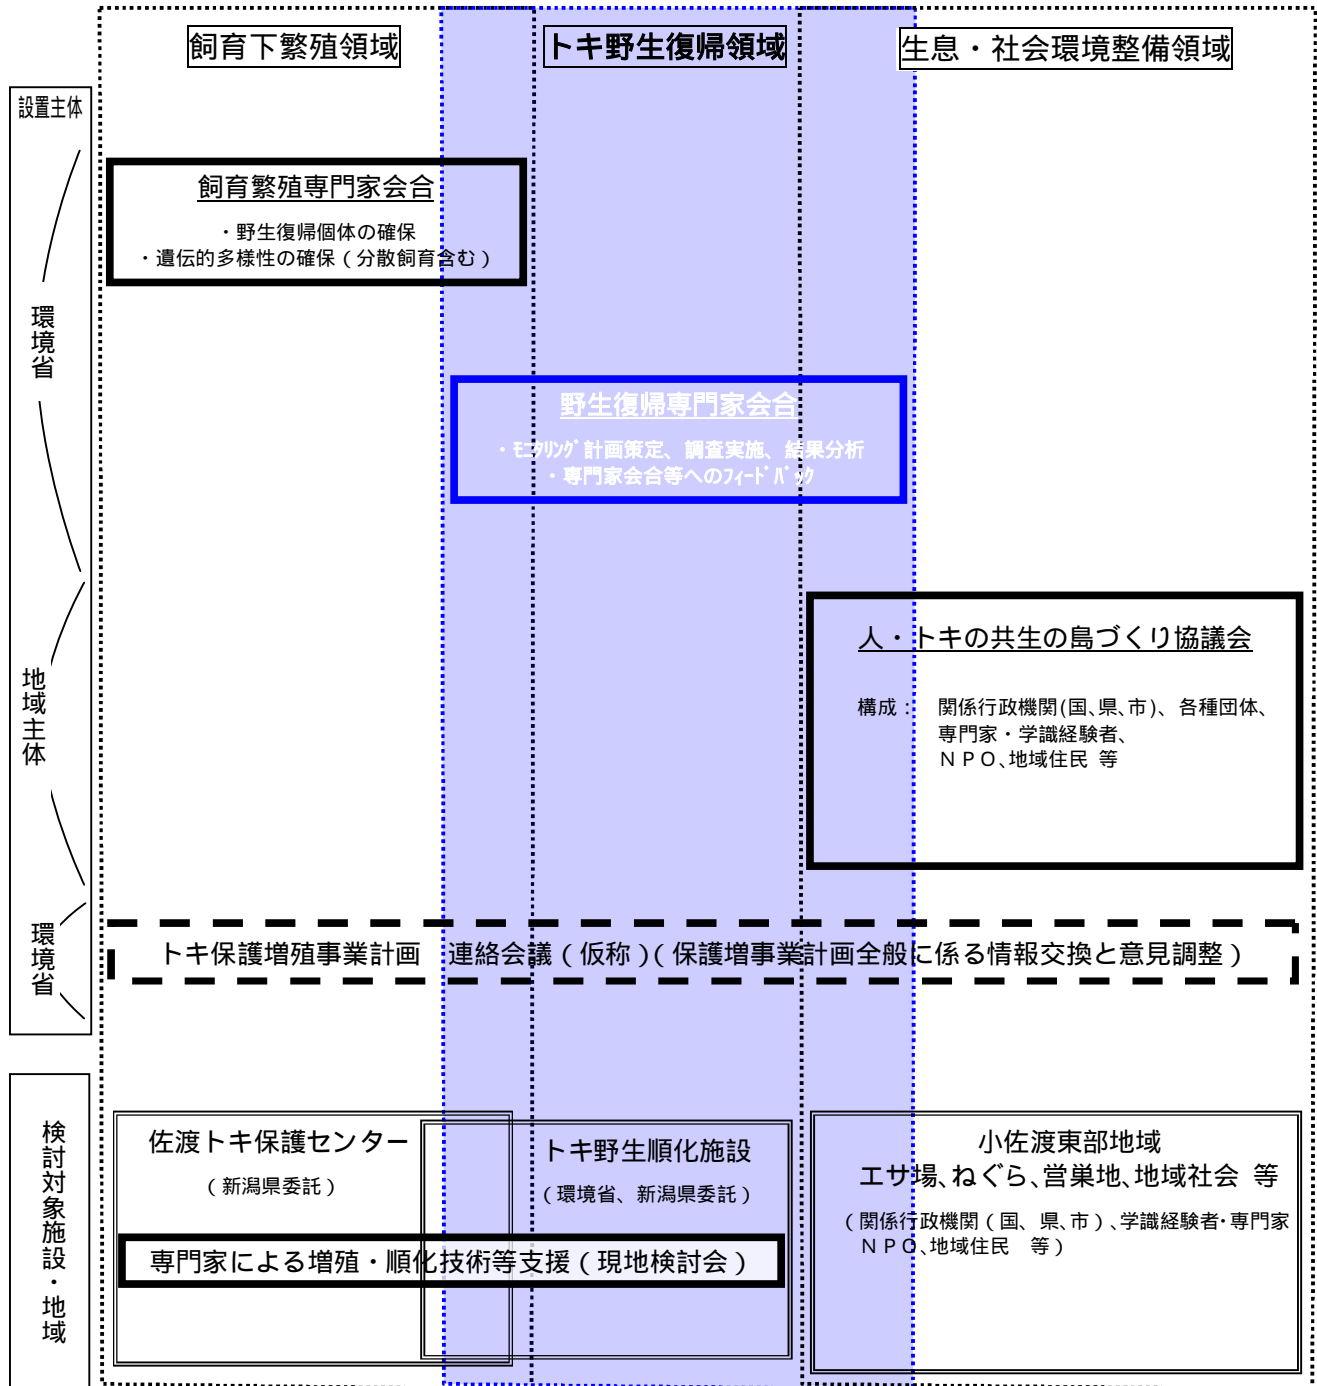 飼育下繁殖領域
トキ野生復帰領域
生息・社会環境整備領域
設置主体
飼育繁殖専門家会合
・野生復帰個体の確保
・遺伝的多様性の確保(分散飼育含む)
環境省
野生復帰専門家会合
・ﾓﾆﾀﾘﾝｸﾞ計画策定、調査実施、結果分析
・専門家会合等へのﾌｨｰﾄﾞﾊﾞｯｸ
人・トキの共生の島づくり協議会
構成： 関係行政機関(国、県、市)、各種団体、
専門家・学識経験者、
ＮＰＯ、地域住民 等
地域主体
環境省
トキ保護増殖事業計画 連絡会議(仮称)(保護増事業計画全般に係る情報交換と意見調整)
検討対象施設・地域
佐渡トキ保護センター
(新潟県委託)
トキ野生順化施設
(環境省、新潟県委託)
専門家による増殖・順化技術等支援(現地検討会)
小佐渡東部地域
エサ場、ねぐら、営巣地、地域社会 等
(関係行政機関(国、県、市)、学識経験者・専門家
ＮＰＯ、地域住民 等)